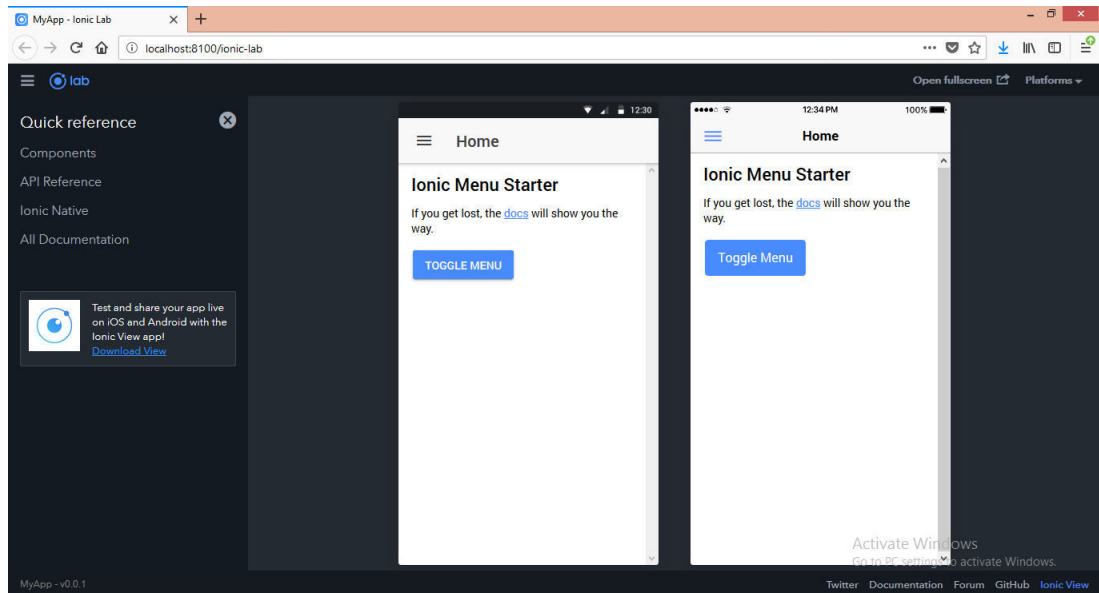 MyApp - Ionic Lab
localhost:8100/ionic-lab
lab
Open fullscreen
Platforms
Quick reference
Components
API Reference
Ionic Native
All Documentation
Test and share your app live
on iOS and Android with the
Ionic View app!
Download View
12:30
Home
Ionic Menu Starter
If you get lost, the docs will show you the
way.
TOGGLE MENU
12:34 PM
100%
Home
Ionic Menu Starter
If you get lost, the docs will show you the
way.
Toggle Menu
Activate Windows
Go to PC settings to activate Windows.
MyApp - v0.0.1
Twitter Documentation Forum GitHub Ionic View